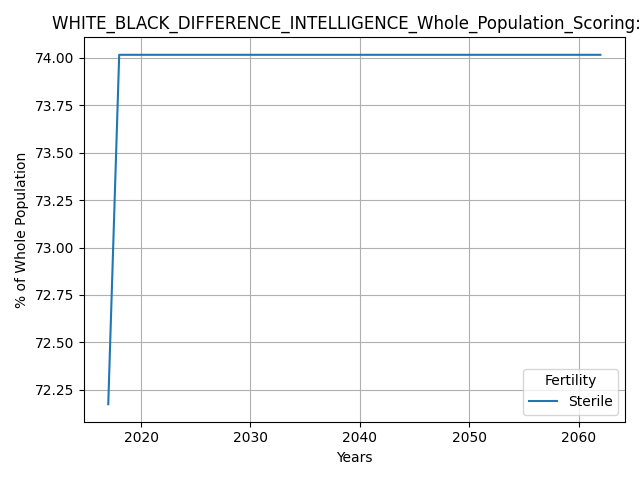 WHITE_BLACK_DIFFERENCE_INTELLIGENCE_Whole_Population_Scoring:
74.00
73.75
73.50
73.25
73.00
72.75
72.50
72.25
% of Whole Population
Fertility
Sterile
2020 2030 2040 2050 2060
Years